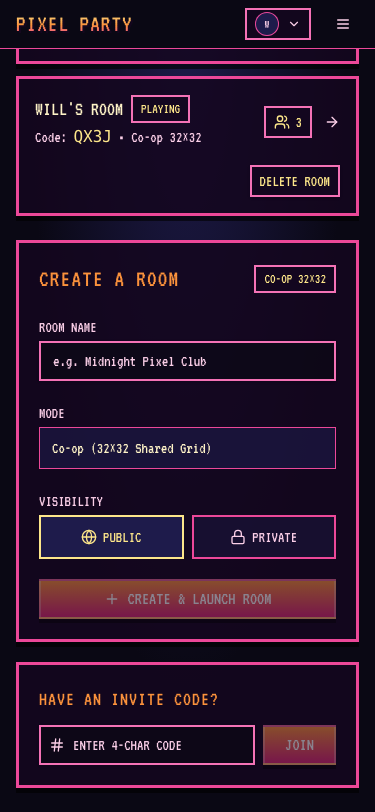 PIXEL PARTY
W
WILL'S ROOM PLAYING
Code: QX3J • Co-op 32X32
3
DELETE ROOM
CREATE A ROOM
CO-OP 32X32
ROOM NAME
e.g. Midnight Pixel Club
MODE
Co-op (32X32 Shared Grid)
VISIBILITY
PUBLIC
PRIVATE
+ CREATE & LAUNCH ROOM
HAVE AN INVITE CODE?
# ENTER 4-CHAR CODE
JOIN